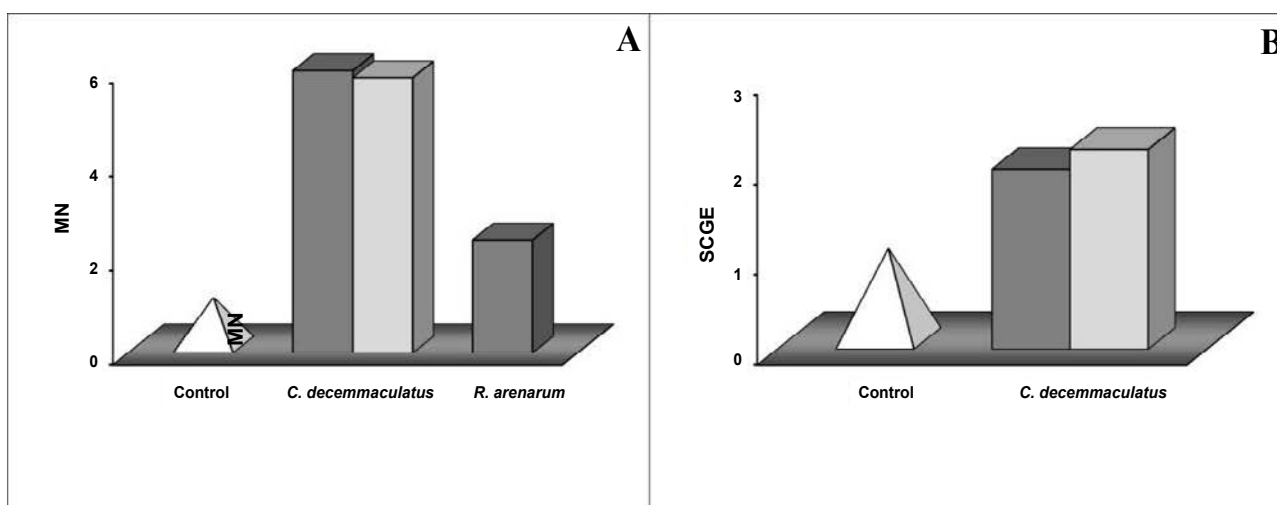 A
6
4
2
0
MN
MN
Control
C. decemmaculatus
R. arenarum
B
3
2
1
0
SCGE
Control
C. decemmaculatus